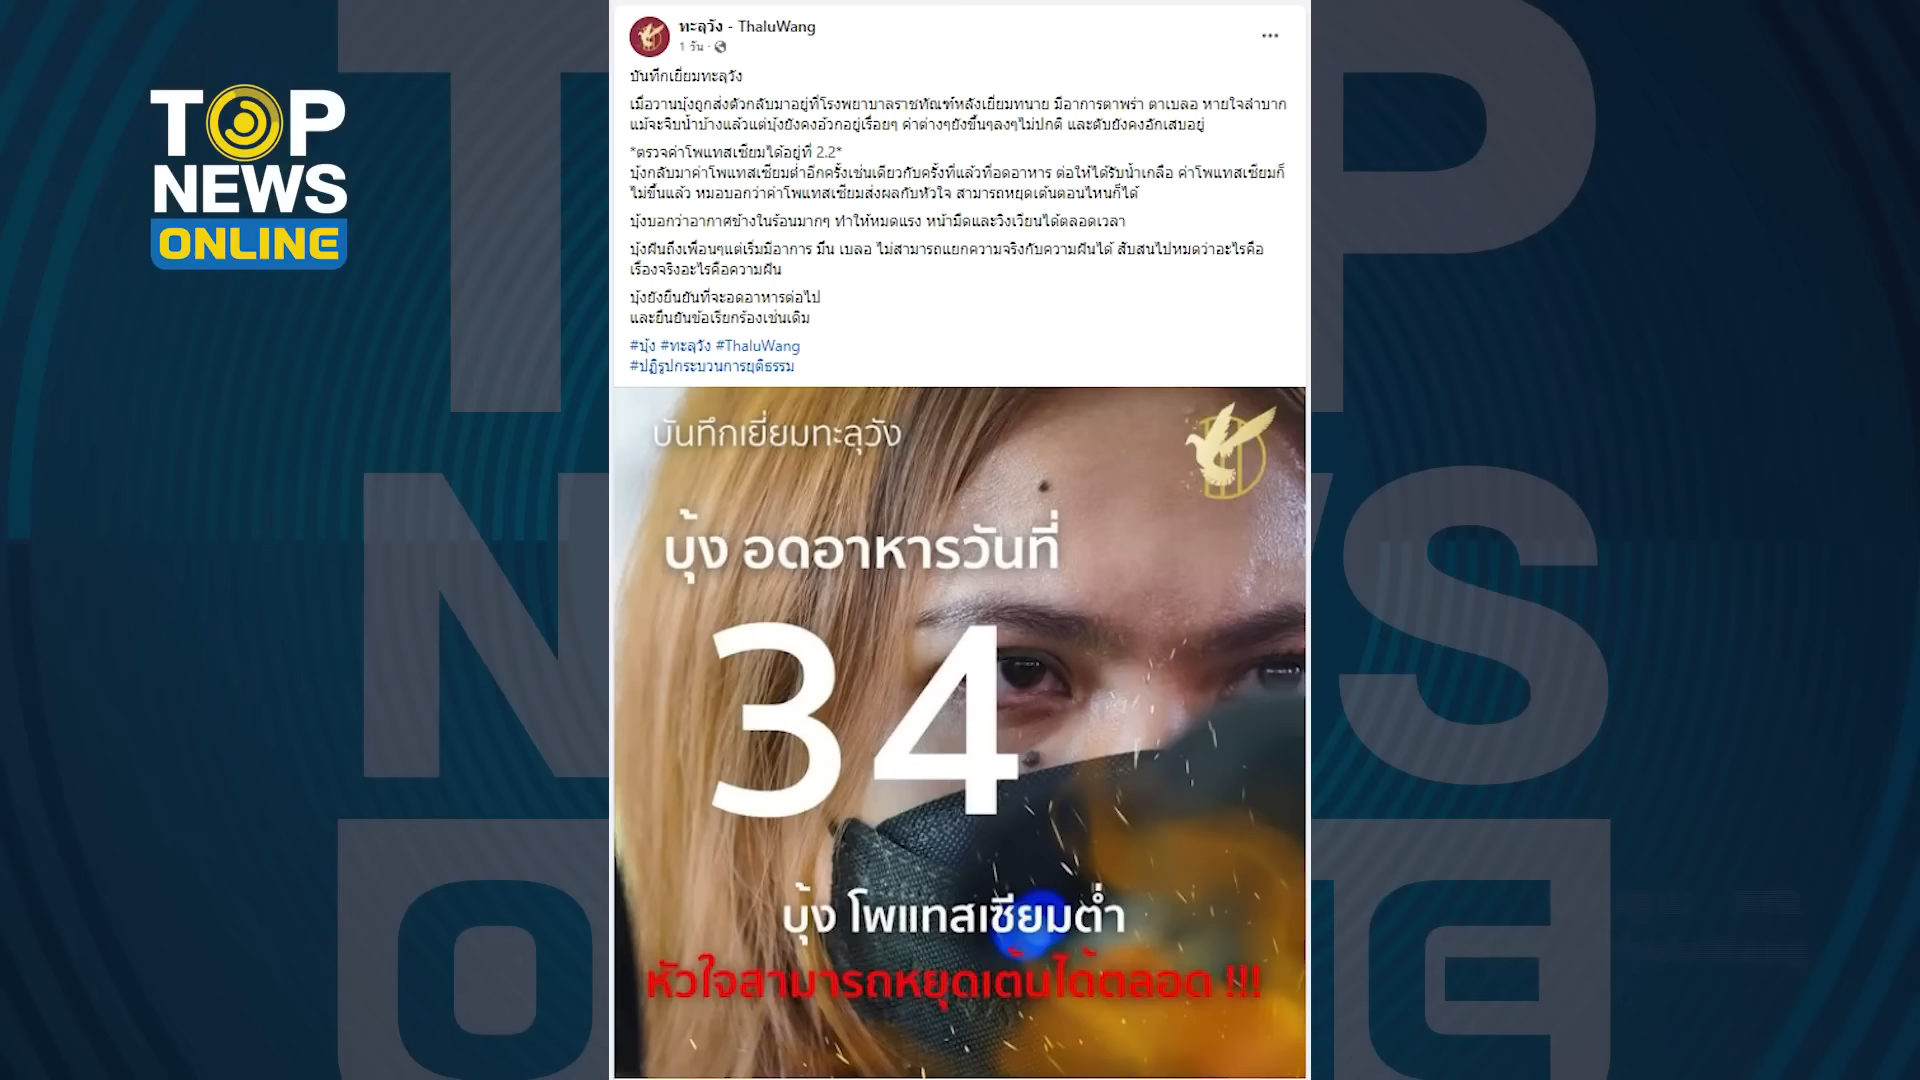 TOP
NEWS
ONLINE
ทะลุวัง - ThaluWang
1 วัน ·
บันทึกเยี่ยมทะลุวัง
เมื่อวานบุ้งถูกส่งตัวกลับมาอยู่ที่โรงพยาบาลราชทัณฑ์หลังเยี่ยมทนาย มีอาการตาพร่า ตาเบลอ หายใจลำบาก
แม้จะจิบน้ำบ้างแล้วแต่บุ้งยังคงอ้วกอยู่เรื่อยๆ ค่าต่างๆยังขึ้นๆลงๆไม่ปกติ และตับยังคงอักเสบอยู่
*ตรวจค่าโพแทสเซียมได้อยู่ที่ 2.2*
บุ้งกลับมาค่าโพแทสเซียมต่ำอีกครั้งเช่นเดียวกับครั้งที่แล้วที่อดอาหาร ต่อให้ได้รับน้ำเกลือ ค่าโพแทสเซียมก็
ไม่ขึ้นแล้ว หมอบอกว่าค่าโพแทสเซียมส่งผลกับหัวใจ สามารถหยุดเต้นตอนไหนก็ได้
บุ้งบอกว่าอากาศข้างในร้อนมากๆ ทำให้หมดแรง หน้ามืดและวิงเวียนได้ตลอดเวลา
บุ้งฝันถึงเพื่อนๆแต่เริ่มมีอาการ มึน เบลอ ไม่สามารถแยกความจริงกับความฝันได้ สับสนไปหมดว่าอะไรคือ
เรื่องจริงอะไรคือความฝัน
บุ้งยังยืนยันที่จะอดอาหารต่อไป
และยืนยันข้อเรียกร้องเช่นเดิม
#บุ้ง #ทะลุวัง #ThaluWang
#ปฏิรูปกระบวนการยุติธรรม
บันทึกเยี่ยมทะลุวัง
บุ้ง อดอาหารวันที่
34
บุ้ง โพแทสเซียมต่ำ
หัวใจสามารถหยุดเต้นได้ตลอด !!!